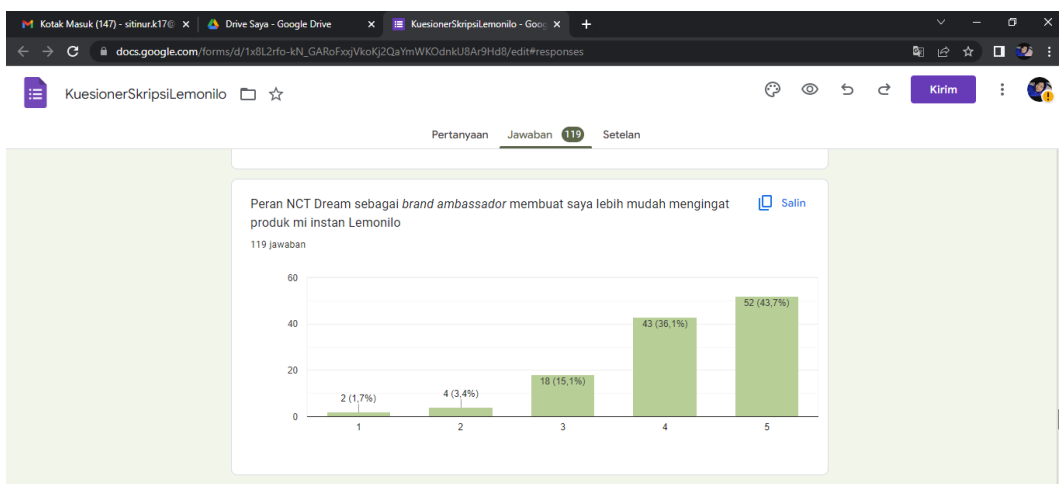 Kotak Masuk (147) - sitinur.k17@
Drive Saya - Google Drive
KuesionerSkripsiLemonilo - Goog
docs.google.com/forms/d/1x8L2rfo-kN_GARoFxxjVkoKj2QaYmWKOdnkU8Ar9Hd8/edit#responses
KuesionerSkripsiLemonilo
Kirim
Pertanyaan
Jawaban 119
Setelan
Peran NCT Dream sebagai brand ambassador membuat saya lebih mudah mengingat
produk mi instan Lemonilo
Salin
119 jawaban
60
40
20
0
2 (1,7%)
4 (3,4%)
18 (15,1%)
43 (36,1%)
52 (43,7%)
1
2
3
4
5